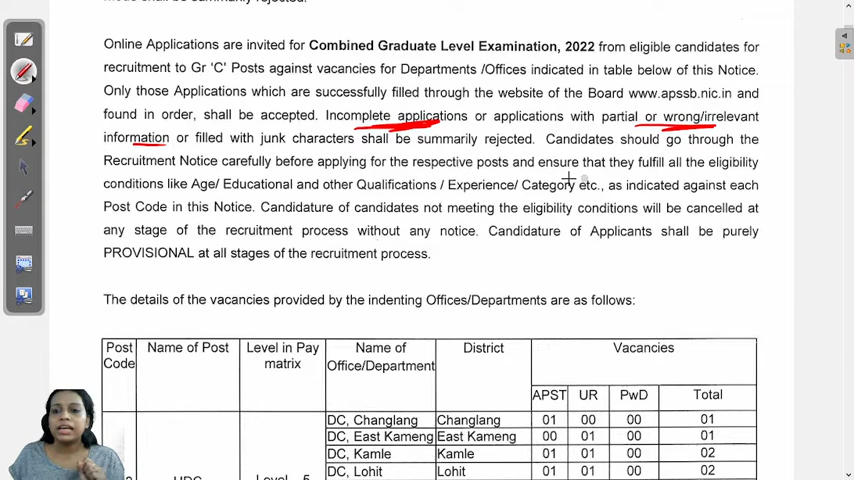 Online Applications are invited for Combined Graduate Level Examination, 2022 from eligible candidates for
recruitment to Gr 'C' Posts against vacancies for Departments /Offices indicated in table below of this Notice.
Only those Applications which are successfully filled through the website of the Board www.apssb.nic.in and
found in order, shall be accepted. Incomplete applications or applications with partial or wrong/irrelevant
information or filled with junk characters shall be summarily rejected. Candidates should go through the
Recruitment Notice carefully before applying for the respective posts and ensure that they fulfill all the eligibility
conditions like Age/ Educational and other Qualifications / Experience/ Category etc., as indicated against each
Post Code in this Notice. Candidature of candidates not meeting the eligibility conditions will be cancelled at
any stage of the recruitment process without any notice. Candidature of Applicants shall be purely
PROVISIONAL at all stages of the recruitment process.
The details of the vacancies provided by the indenting Offices/Departments are as follows:
Post Code Name of Post Level in Pay matrix Name of Office/Department District Vacancies
APST UR PwD Total
DC, Changlang Changlang 01 00 00 01
DC, East Kameng East Kameng 00 01 00 01
DC, Kamle Kamle 01 01 00 02
DC, Lohit Lohit 01 01 00 02